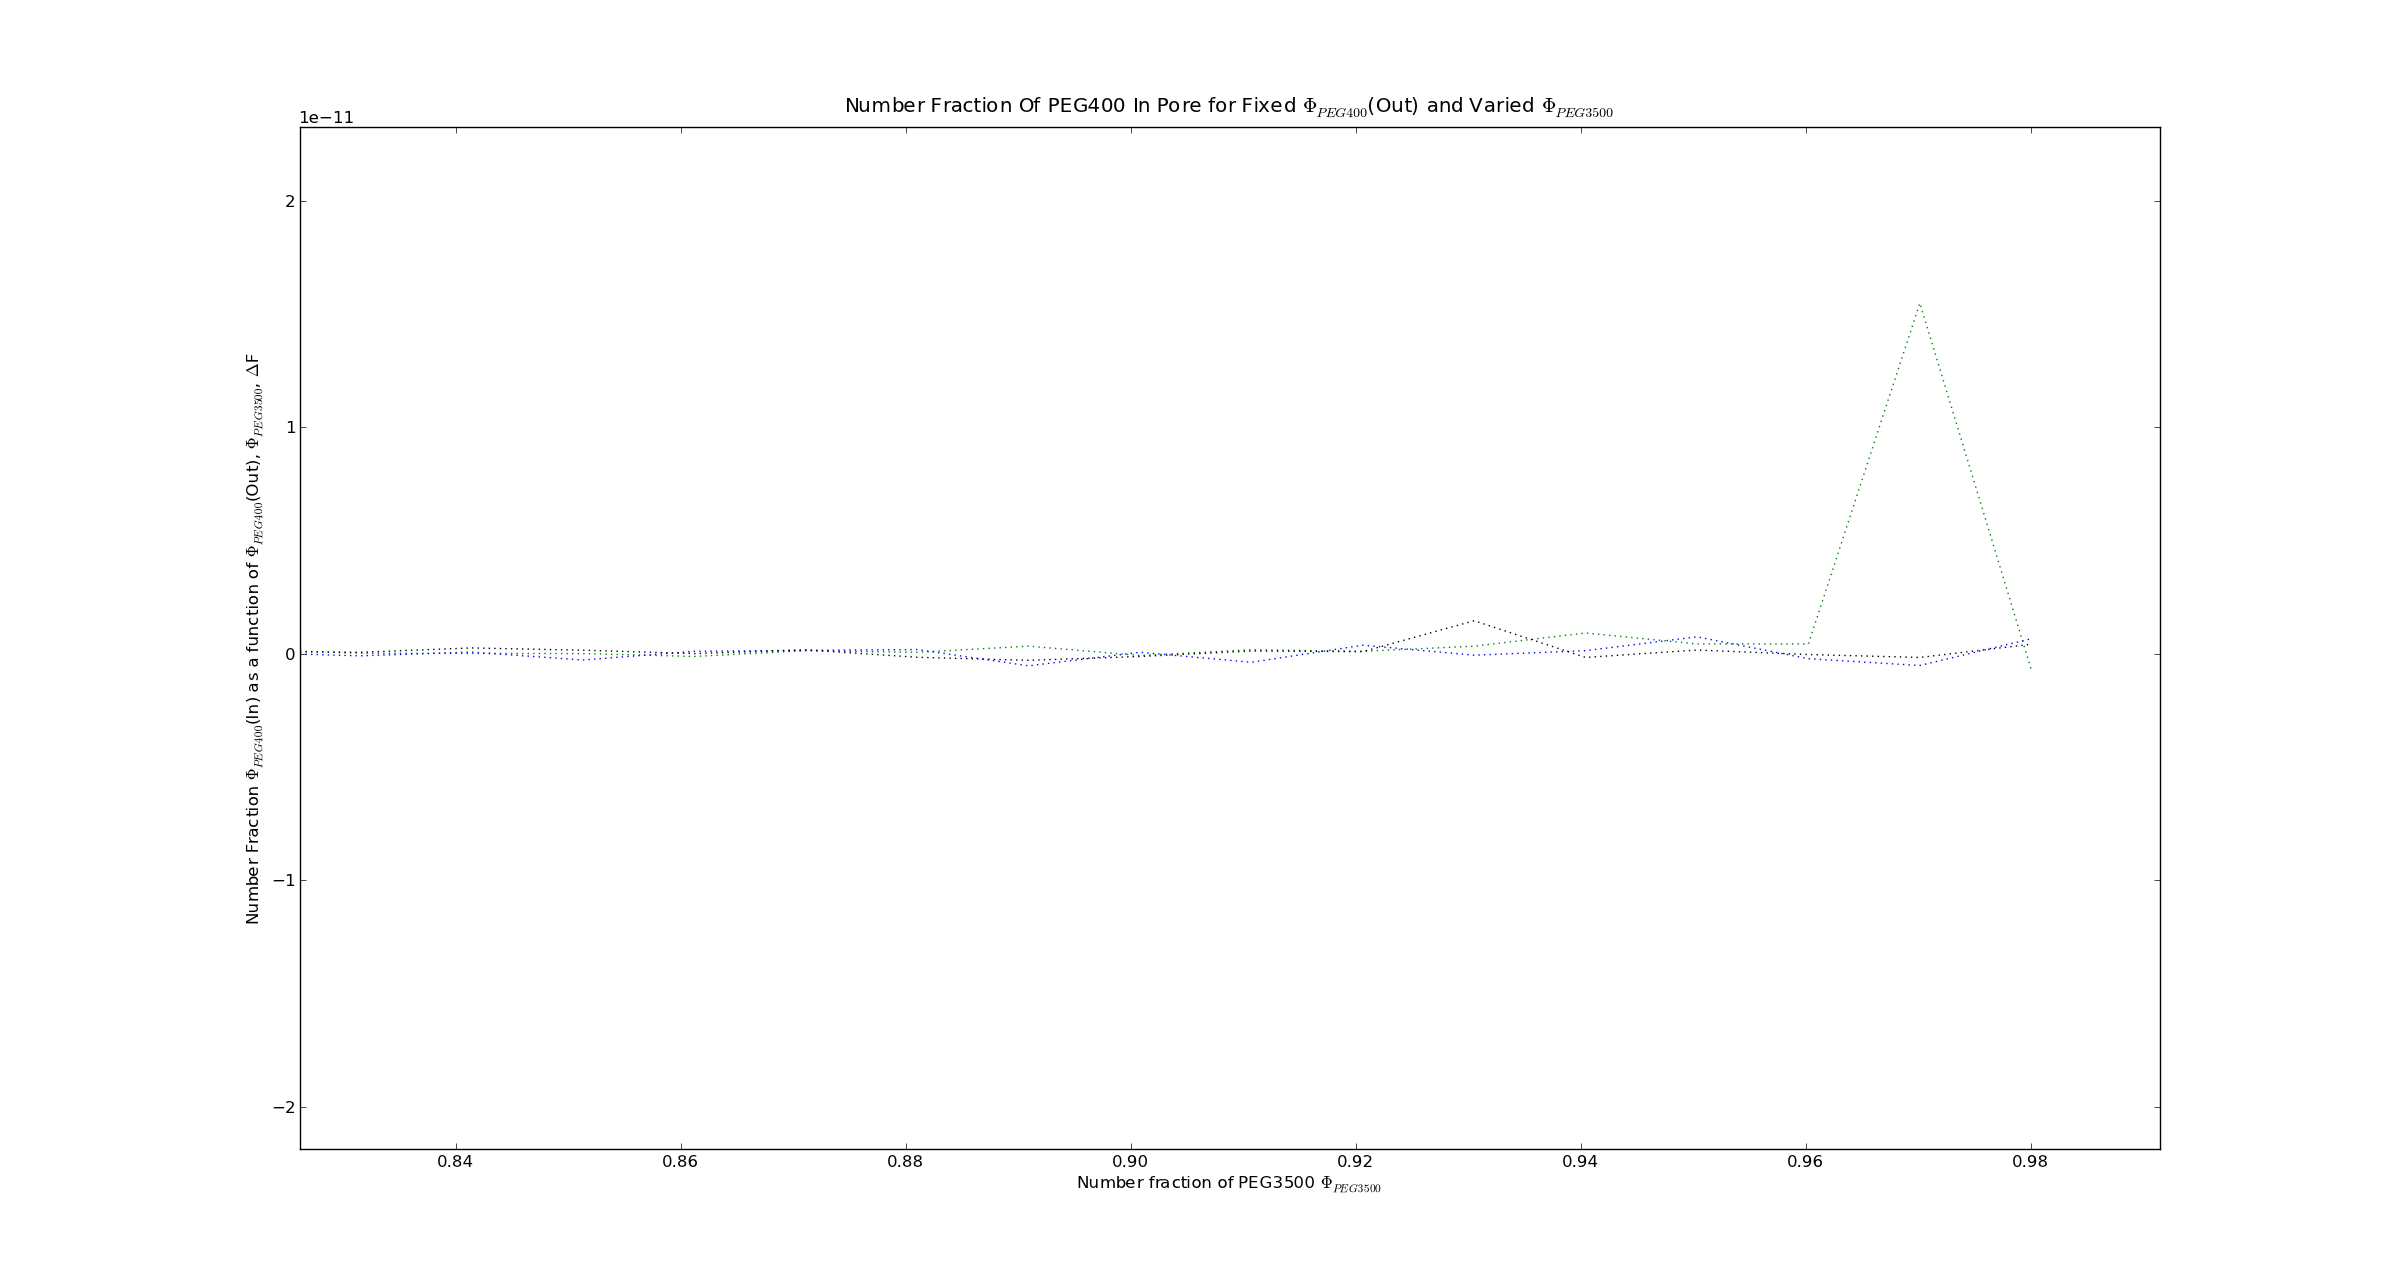 Number Fraction Of PEG400 In Pore for Fixed Φ_PEG400(Out) and Varied Φ_PEG3500
1e−11
2
1
0
−1
−2
Number Fraction Φ_PEG400(In) as a function of Φ_PEG400(Out), Φ_PEG3500, ΔF
0.84 0.86 0.88 0.90 0.92 0.94 0.96 0.98
Number fraction of PEG3500 Φ_PEG3500